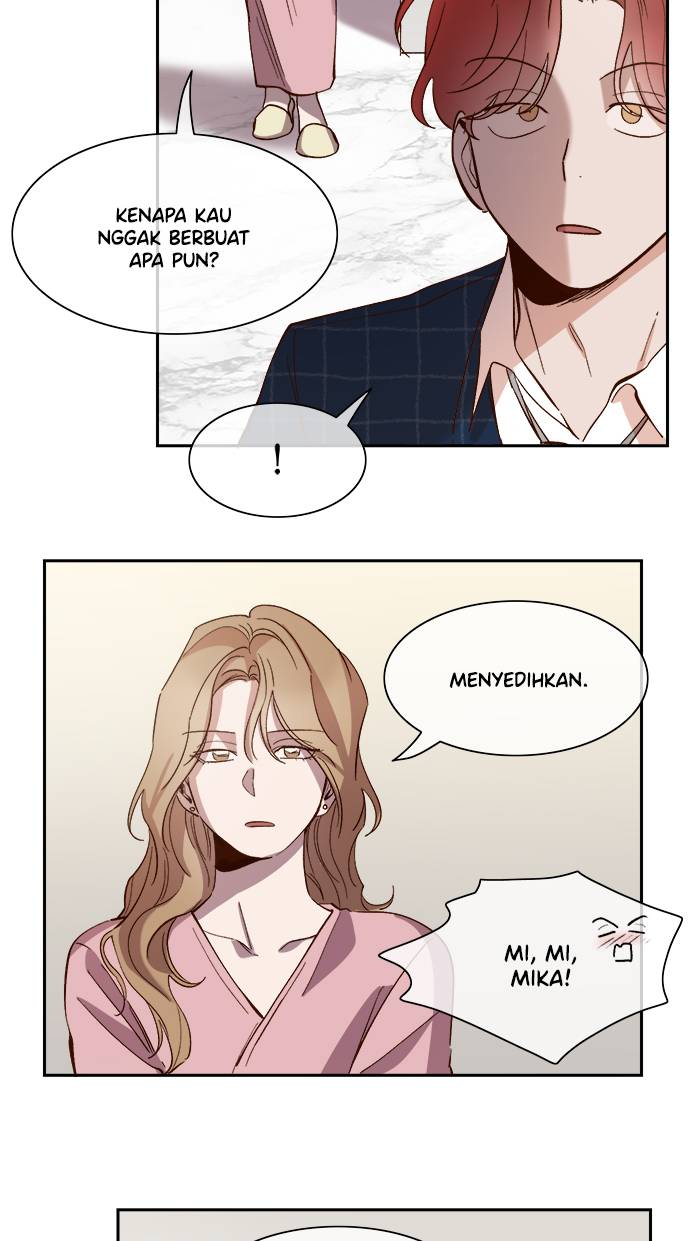 KENAPA KAU
NGGAK BERBUAT
APA PUN?
!
MENYEDIHKAN.
MI, MI,
MIKA!